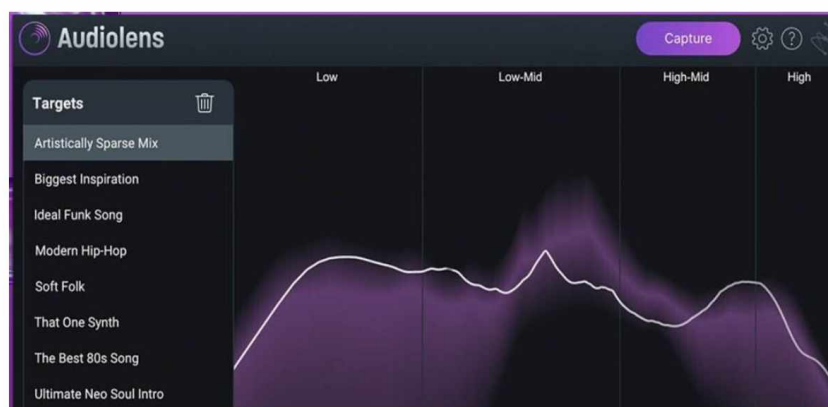 Audiolens
Capture
?
Low Low-Mid High-Mid High
Targets
Artistically Sparse Mix
Biggest Inspiration
Ideal Funk Song
Modern Hip-Hop
Soft Folk
That One Synth
The Best 80s Song
Ultimate Neo Soul Intro